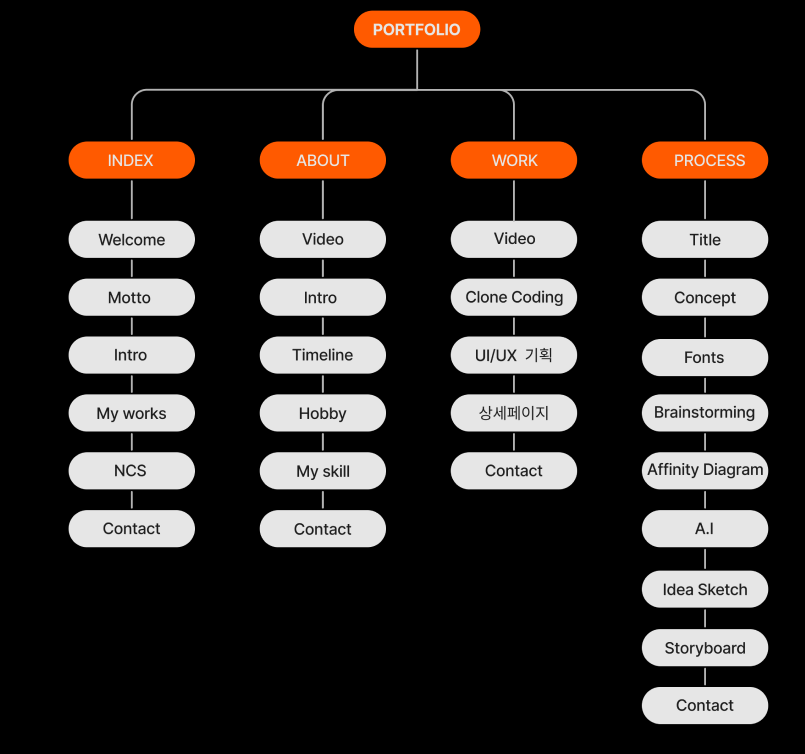 PORTFOLIO
INDEX
Welcome
Motto
Intro
My works
NCS
Contact
ABOUT
Video
Intro
Timeline
Hobby
My skill
Contact
WORK
Video
Clone Coding
UI/UX 기획
상세페이지
Contact
PROCESS
Title
Concept
Fonts
Brainstorming
Affinity Diagram
A.I
Idea Sketch
Storyboard
Contact